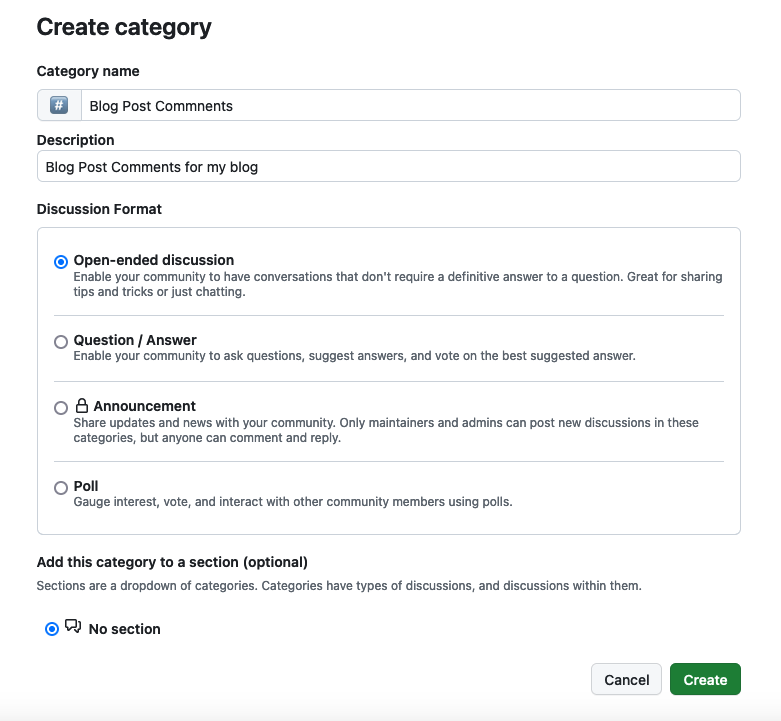 Create category
Category name
# Blog Post Commnents
Description
Blog Post Comments for my blog
Discussion Format
Open-ended discussion
Enable your community to have conversations that don't require a definitive answer to a question. Great for sharing
tips and tricks or just chatting.
Question / Answer
Enable your community to ask questions, suggest answers, and vote on the best suggested answer.
Announcement
Share updates and news with your community. Only maintainers and admins can post new discussions in these
categories, but anyone can comment and reply.
Poll
Gauge interest, vote, and interact with other community members using polls.
Add this category to a section (optional)
Sections are a dropdown of categories. Categories have types of discussions, and discussions within them.
No section
Cancel Create